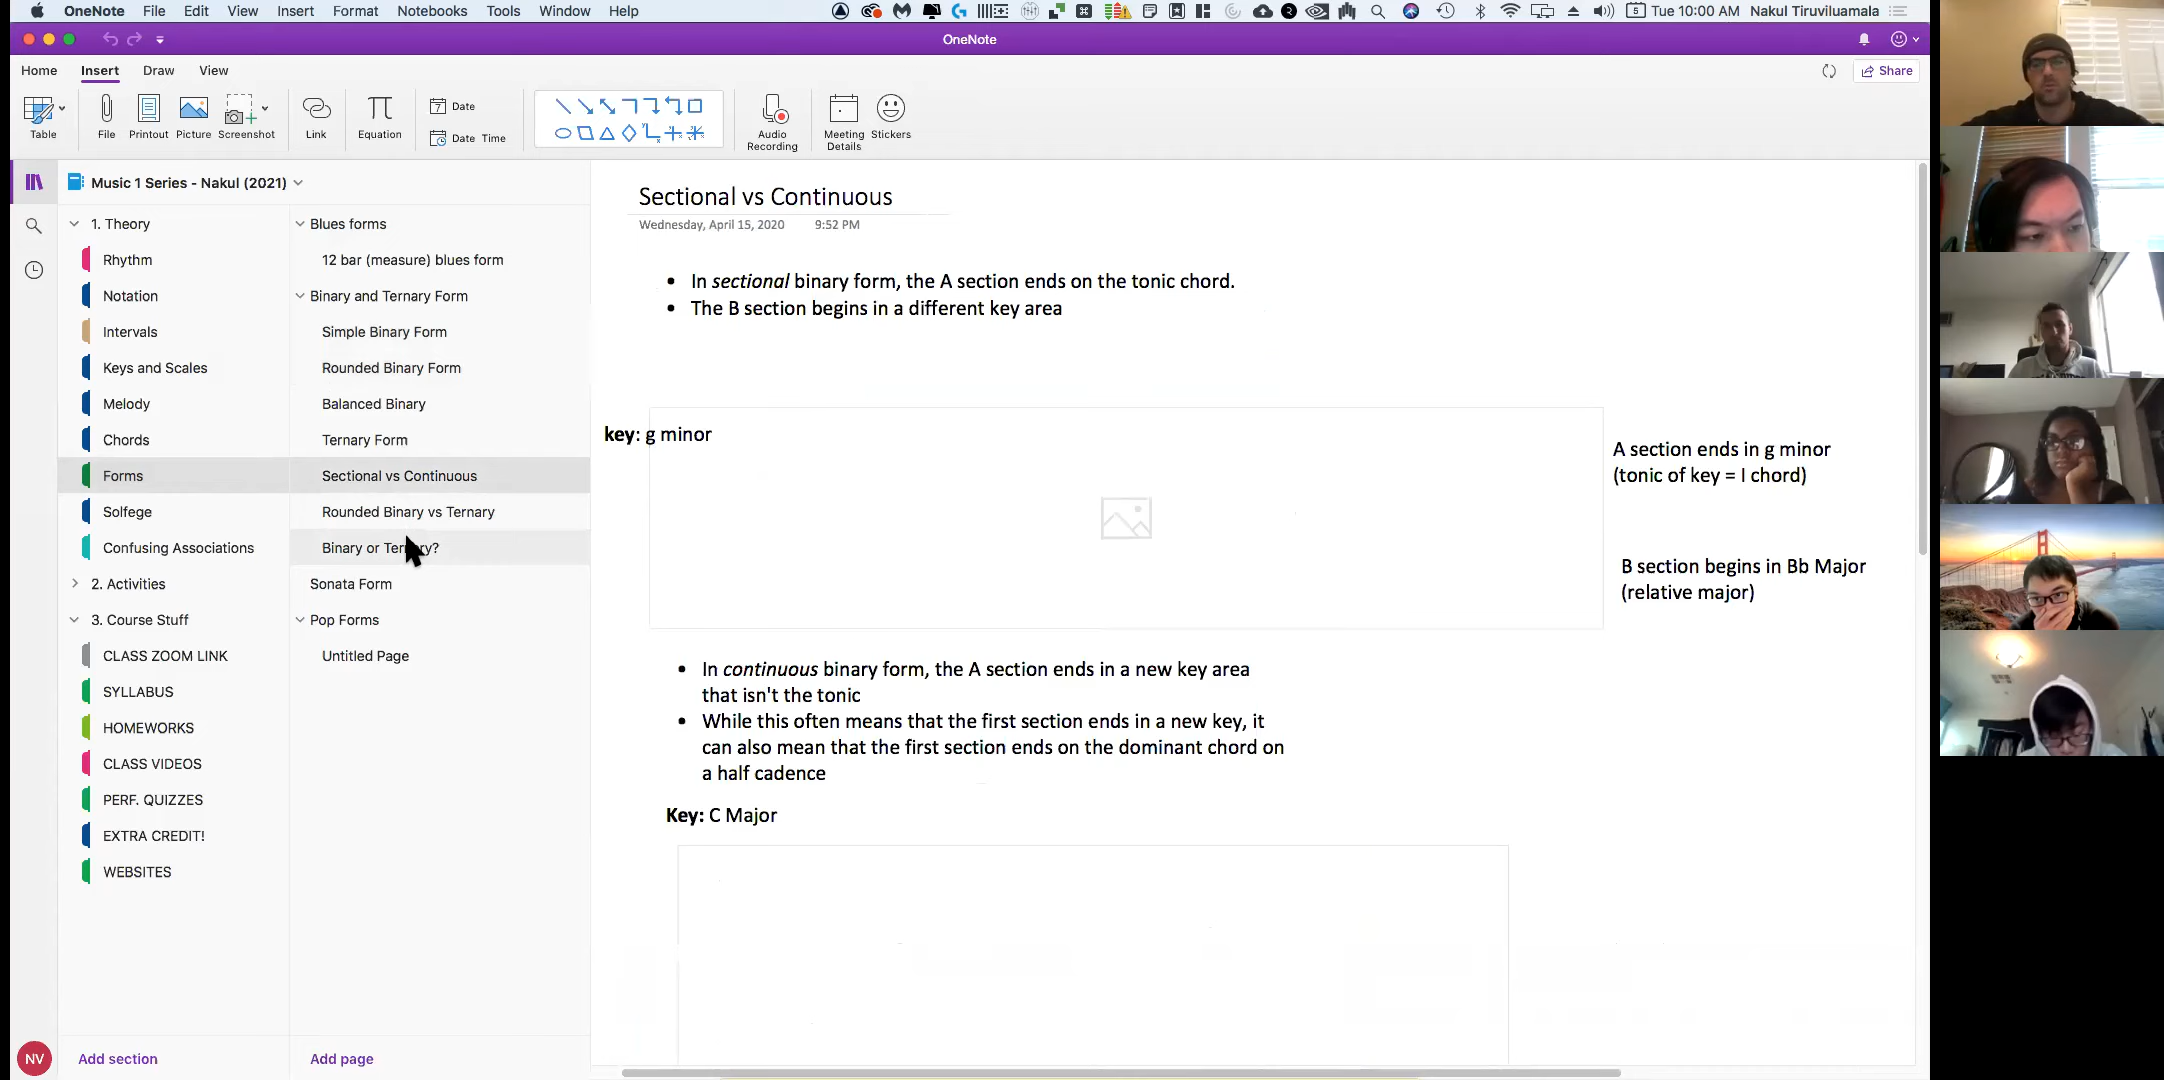 OneNote File Edit View Insert Format Notebooks Tools Window Help
5 Tue 10:00 AM Nakul Tiruviluamala
OneNote
Home Insert Draw View
Share
Table File Printout Picture Screenshot Link Equation
7 Date
Date Time
Audio Recording
Meeting Details
Stickers
Music 1 Series - Nakul (2021)
1. Theory
Rhythm
Notation
Intervals
Keys and Scales
Melody
Chords
Forms
Solfege
Confusing Associations
2. Activities
3. Course Stuff
CLASS ZOOM LINK
SYLLABUS
HOMEWORKS
CLASS VIDEOS
PERF. QUIZZES
EXTRA CREDIT!
WEBSITES
NV
Add section
Blues forms
12 bar (measure) blues form
Binary and Ternary Form
Simple Binary Form
Rounded Binary Form
Balanced Binary
Ternary Form
Sectional vs Continuous
Rounded Binary vs Ternary
Binary or Ternary?
Sonata Form
Pop Forms
Untitled Page
Add page
Sectional vs Continuous
Wednesday, April 15, 2020 9:52 PM
• In sectional binary form, the A section ends on the tonic chord.
• The B section begins in a different key area
key: g minor
A section ends in g minor
(tonic of key = I chord)
B section begins in Bb Major
(relative major)
• In continuous binary form, the A section ends in a new key area
that isn't the tonic
• While this often means that the first section ends in a new key, it
can also mean that the first section ends on the dominant chord on
a half cadence
Key: C Major